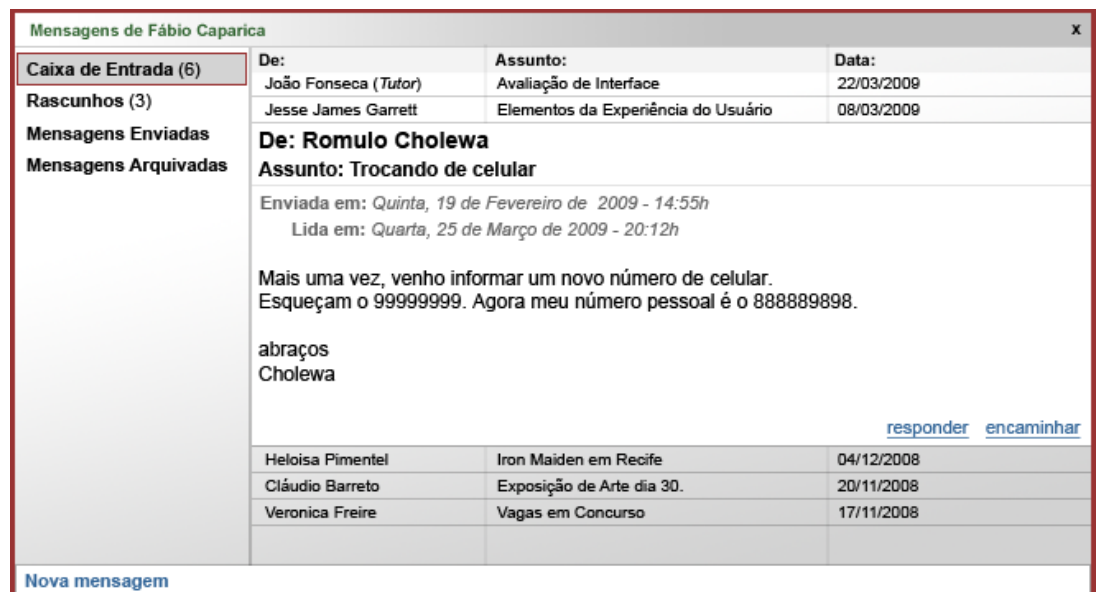 Mensagens de Fábio Caparica x
Caixa de Entrada (6)
Rascunhos (3)
Mensagens Enviadas
Mensagens Arquivadas
De: Assunto: Data:
João Fonseca (Tutor) Avaliação de Interface 22/03/2009
Jesse James Garrett Elementos da Experiência do Usuário 08/03/2009
De: Romulo Cholewa
Assunto: Trocando de celular
Enviada em: Quinta, 19 de Fevereiro de 2009 - 14:55h
Lida em: Quarta, 25 de Março de 2009 - 20:12h
Mais uma vez, venho informar um novo número de celular.
Esqueçam o 99999999. Agora meu número pessoal é o 888889898.
abraços
Cholewa
responder encaminhar
Heloisa Pimentel Iron Maiden em Recife 04/12/2008
Cláudio Barreto Exposição de Arte dia 30. 20/11/2008
Veronica Freire Vagas em Concurso 17/11/2008
Nova mensagem